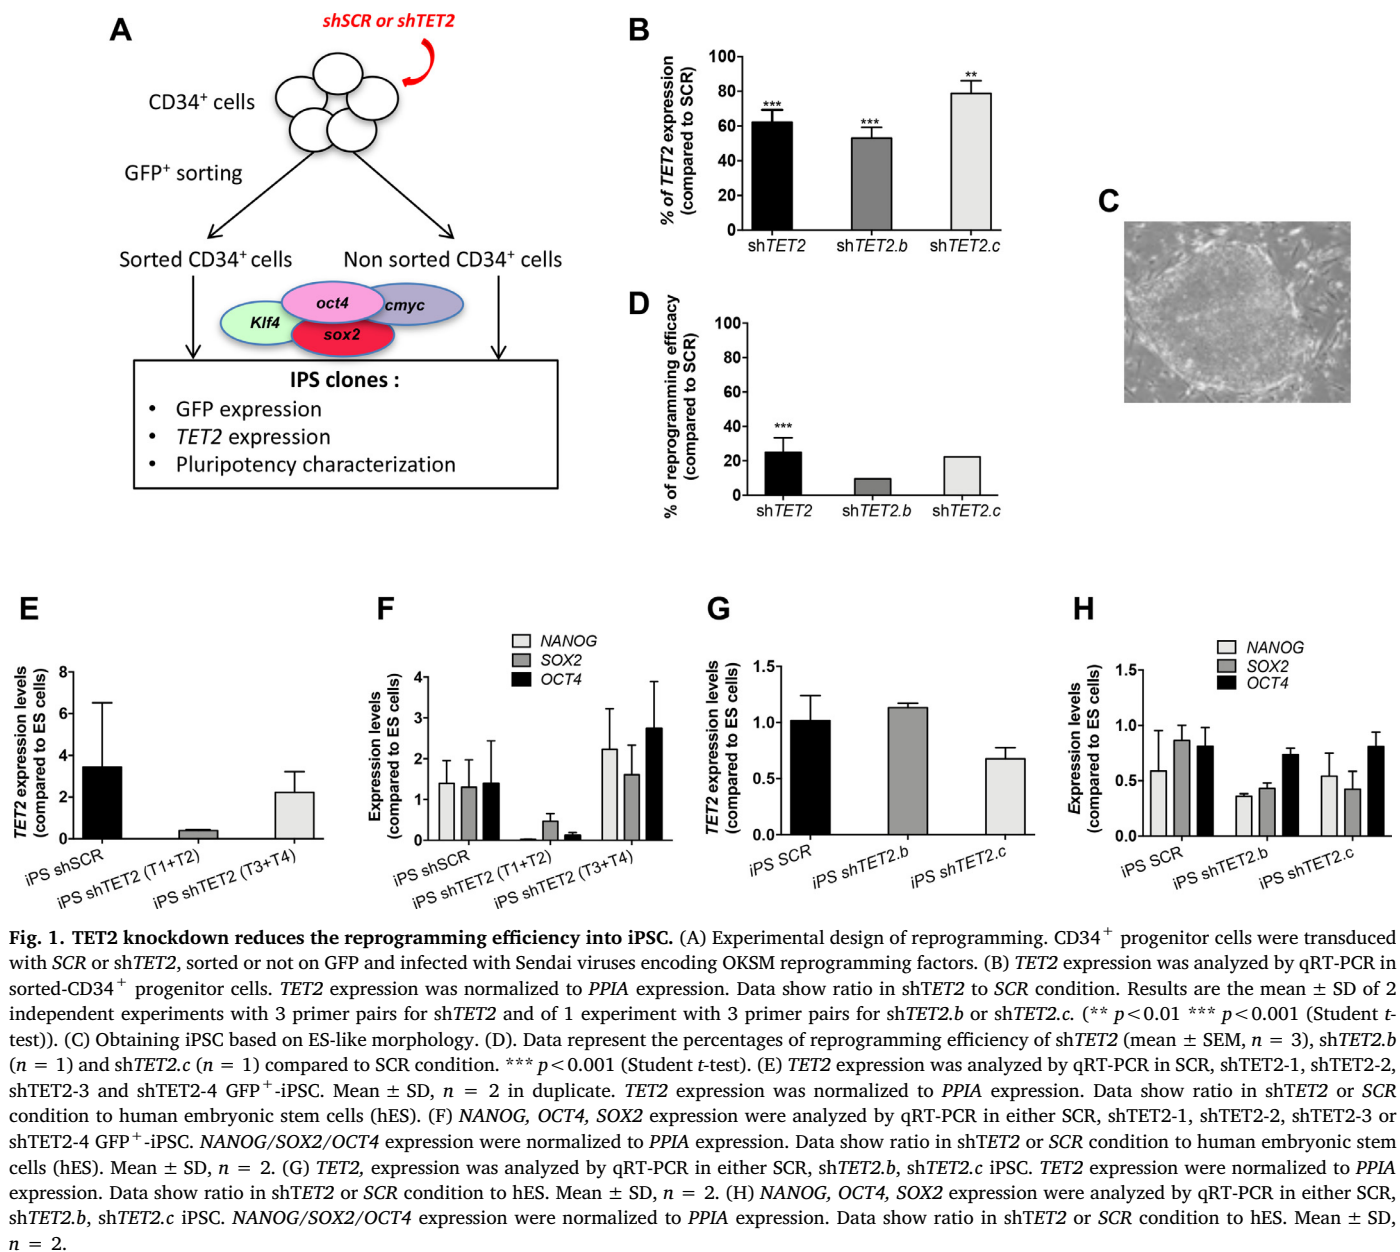 A
shSCR or shTET2
CD34⁺ cells
GFP⁺ sorting
Sorted CD34⁺ cells
Non sorted CD34⁺ cells
Klf4
oct4
cmyc
sox2
IPS clones :
• GFP expression
• TET2 expression
• Pluripotency characterization
B
% of TET2 expression
(compared to SCR)
100
80
60
40
20
0
***
***
**
shTET2
shTET2.b
shTET2.c
C
D
% of reprogramming efficacy
(compared to SCR)
100
80
60
40
20
0
***
shTET2
shTET2.b
shTET2.c
E
TET2 expression levels
(compared to ES cells)
8
6
4
2
0
iPS shSCR
iPS shTET2 (T1+T2)
iPS shTET2 (T3+T4)
F
NANOG
SOX2
OCT4
Expression levels
(compared to ES cells)
4
3
2
1
0
iPS shSCR
iPS shTET2 (T1+T2)
iPS shTET2 (T3+T4)
G
TET2 expression levels
(compared to ES cells)
1.5
1.0
0.5
0.0
iPS SCR
iPS shTET2.b
iPS shTET2.c
H
NANOG
SOX2
OCT4
Expression levels
(compared to ES cells)
1.5
1.0
0.5
0.0
iPS SCR
iPS shTET2.b
iPS shTET2.c
Fig. 1. TET2 knockdown reduces the reprogramming efficiency into iPSC. (A) Experimental design of reprogramming. CD34⁺ progenitor cells were transduced
with SCR or shTET2, sorted or not on GFP and infected with Sendai viruses encoding OKSM reprogramming factors. (B) TET2 expression was analyzed by qRT-PCR in
sorted-CD34⁺ progenitor cells. TET2 expression was normalized to PPIA expression. Data show ratio in shTET2 to SCR condition. Results are the mean ± SD of 2
independent experiments with 3 primer pairs for shTET2 and of 1 experiment with 3 primer pairs for shTET2.b or shTET2.c. (** p<0.01 *** p<0.001 (Student t-
test)). (C) Obtaining iPSC based on ES-like morphology. (D). Data represent the percentages of reprogramming efficiency of shTET2 (mean ± SEM, n = 3), shTET2.b
(n = 1) and shTET2.c (n = 1) compared to SCR condition. *** p<0.001 (Student t-test). (E) TET2 expression was analyzed by qRT-PCR in SCR, shTET2-1, shTET2-2,
shTET2-3 and shTET2-4 GFP⁺-iPSC. Mean ± SD, n = 2 in duplicate. TET2 expression was normalized to PPIA expression. Data show ratio in shTET2 or SCR
condition to human embryonic stem cells (hES). (F) NANOG, OCT4, SOX2 expression were analyzed by qRT-PCR in either SCR, shTET2-1, shTET2-2, shTET2-3 or
shTET2-4 GFP⁺-iPSC. NANOG/SOX2/OCT4 expression were normalized to PPIA expression. Data show ratio in shTET2 or SCR condition to human embryonic stem
cells (hES). Mean ± SD, n = 2. (G) TET2, expression was analyzed by qRT-PCR in either SCR, shTET2.b, shTET2.c iPSC. TET2 expression were normalized to PPIA
expression. Data show ratio in shTET2 or SCR condition to hES. Mean ± SD, n = 2. (H) NANOG, OCT4, SOX2 expression were analyzed by qRT-PCR in either SCR,
shTET2.b, shTET2.c iPSC. NANOG/SOX2/OCT4 expression were normalized to PPIA expression. Data show ratio in shTET2 or SCR condition to hES. Mean ± SD,
n = 2.